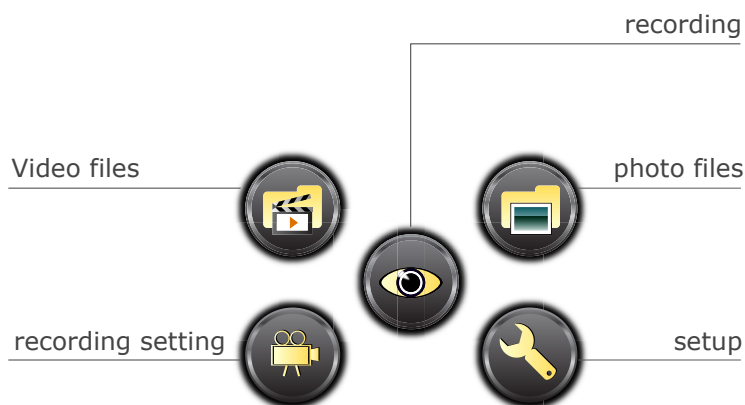 recording
Video files
photo files
recording setting
setup